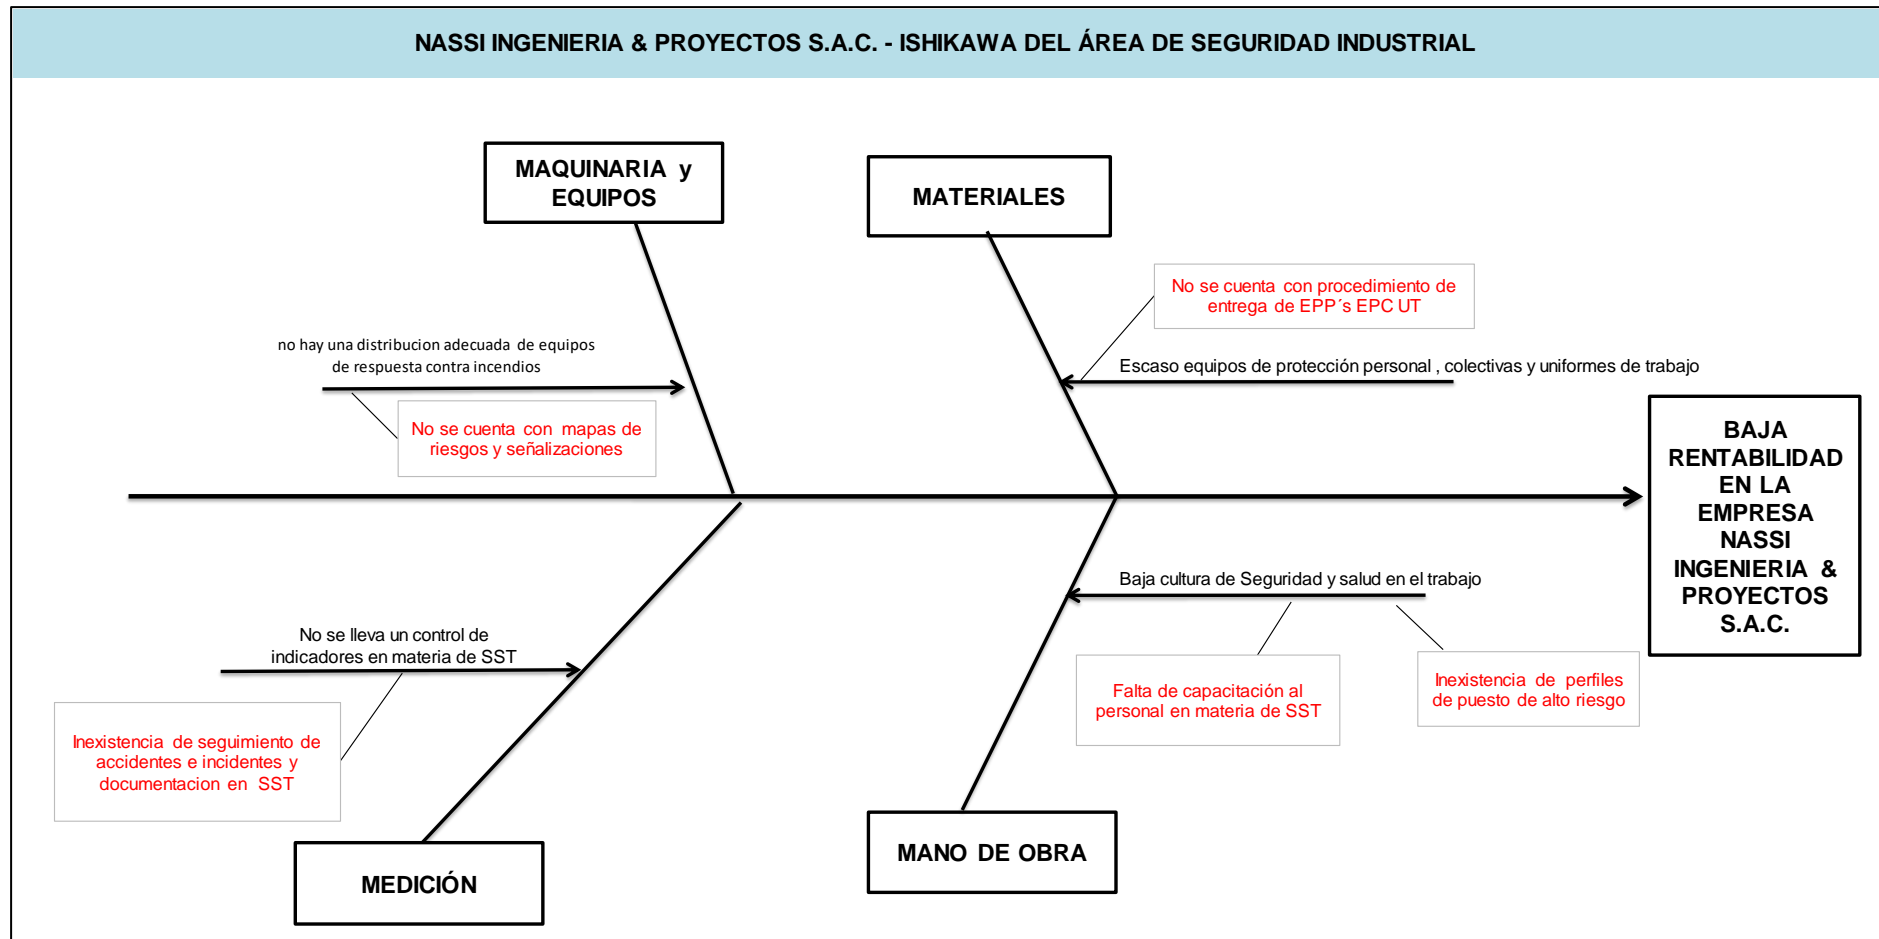 NASSI INGENIERIA & PROYECTOS S.A.C. - ISHIKAWA DEL ÁREA DE SEGURIDAD INDUSTRIAL
MAQUINARIA y
EQUIPOS
MATERIALES
No se cuenta con procedimiento de
entrega de EPP´s EPC UT
no hay una distribucion adecuada de equipos
de respuesta contra incendios
Escaso equipos de protección personal , colectivas y uniformes de trabajo
No se cuenta con mapas de
riesgos y señalizaciones
BAJA
RENTABILIDAD
EN LA
EMPRESA
NASSI
INGENIERIA &
PROYECTOS
S.A.C.
Baja cultura de Seguridad y salud en el trabajo
No se lleva un control de
indicadores en materia de SST
Falta de capacitación al
personal en materia de SST
Inexistencia de perfiles
de puesto de alto riesgo
Inexistencia de seguimiento de
accidentes e incidentes y
documentacion en SST
MANO DE OBRA
MEDICIÓN